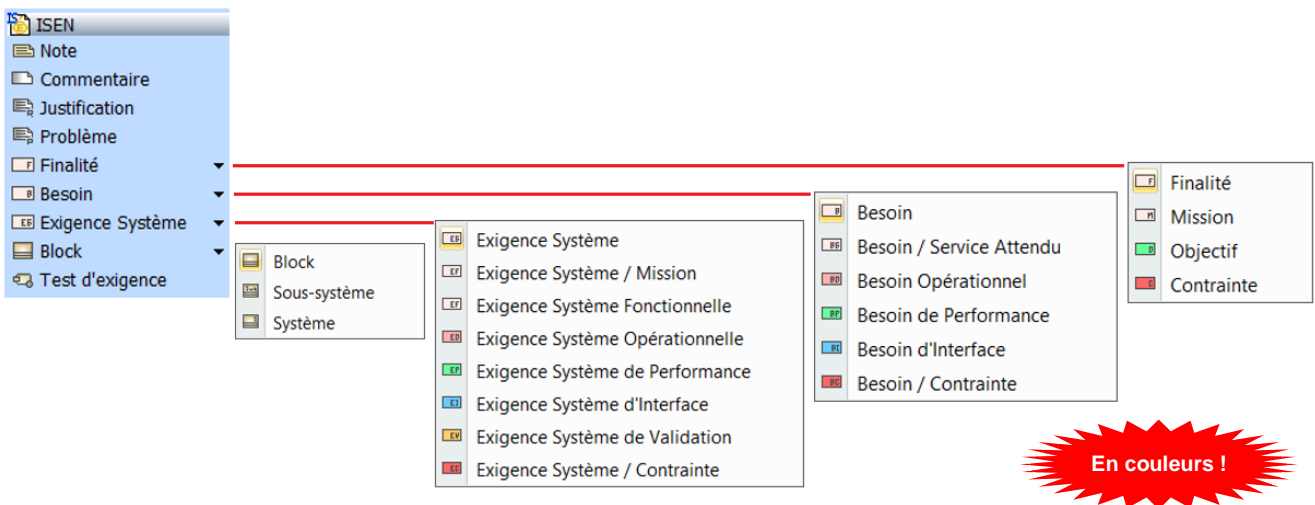 ISEN
Note
Commentaire
Justification
Problème
Finalité
Besoin
Exigence Système
Block
Test d'exigence
Block
Sous-système
Système
Exigence Système
Exigence Système / Mission
Exigence Système Fonctionnelle
Exigence Système Opérationnelle
Exigence Système de Performance
Exigence Système d'Interface
Exigence Système de Validation
Exigence Système / Contrainte
Besoin
Besoin / Service Attendu
Besoin Opérationnel
Besoin de Performance
Besoin d'Interface
Besoin / Contrainte
Finalité
Mission
Objectif
Contrainte
En couleurs !